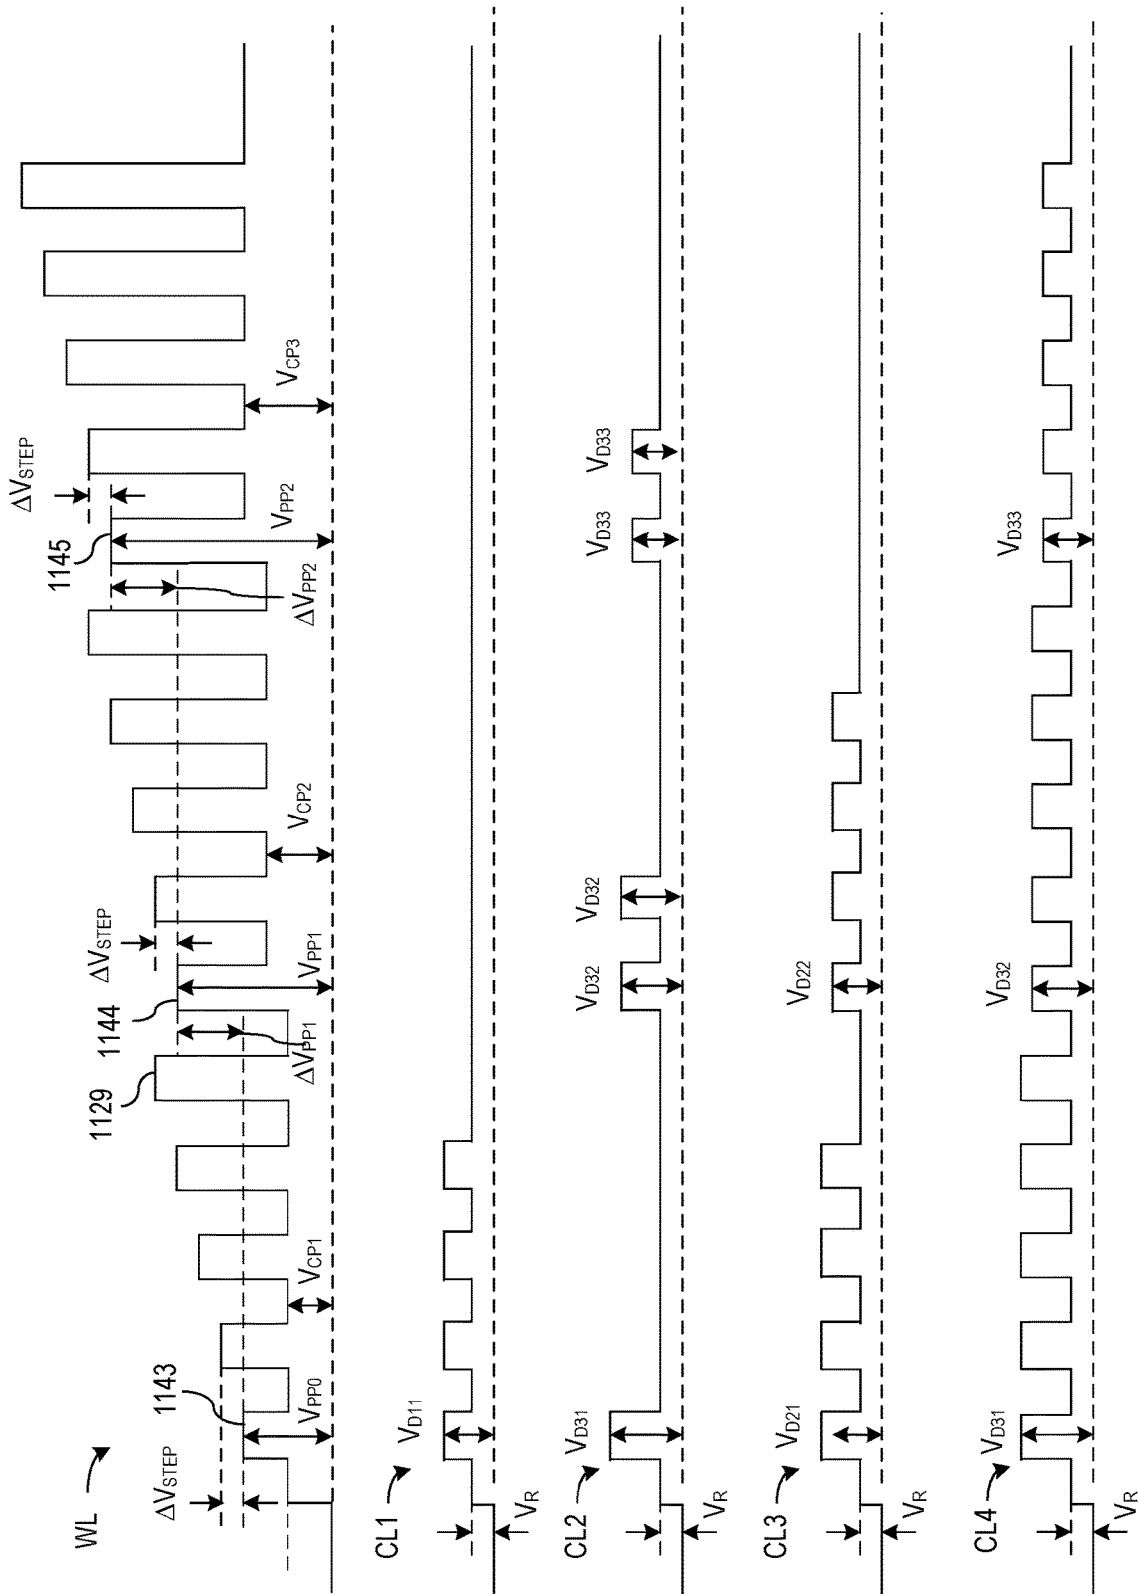 WL
ΔVSTEP
1143
VPP0
VCP1
1129
1144
ΔVPP1
VPP1
ΔVSTEP
VCP2
1145
ΔVPP2
VPP2
ΔVSTEP
VCP3
CL1
VR
VD11
CL2
VR
VD31
VD32
VD32
VD33
VD33
CL3
VR
VD21
VD22
CL4
VR
VD31
VD32
VD33